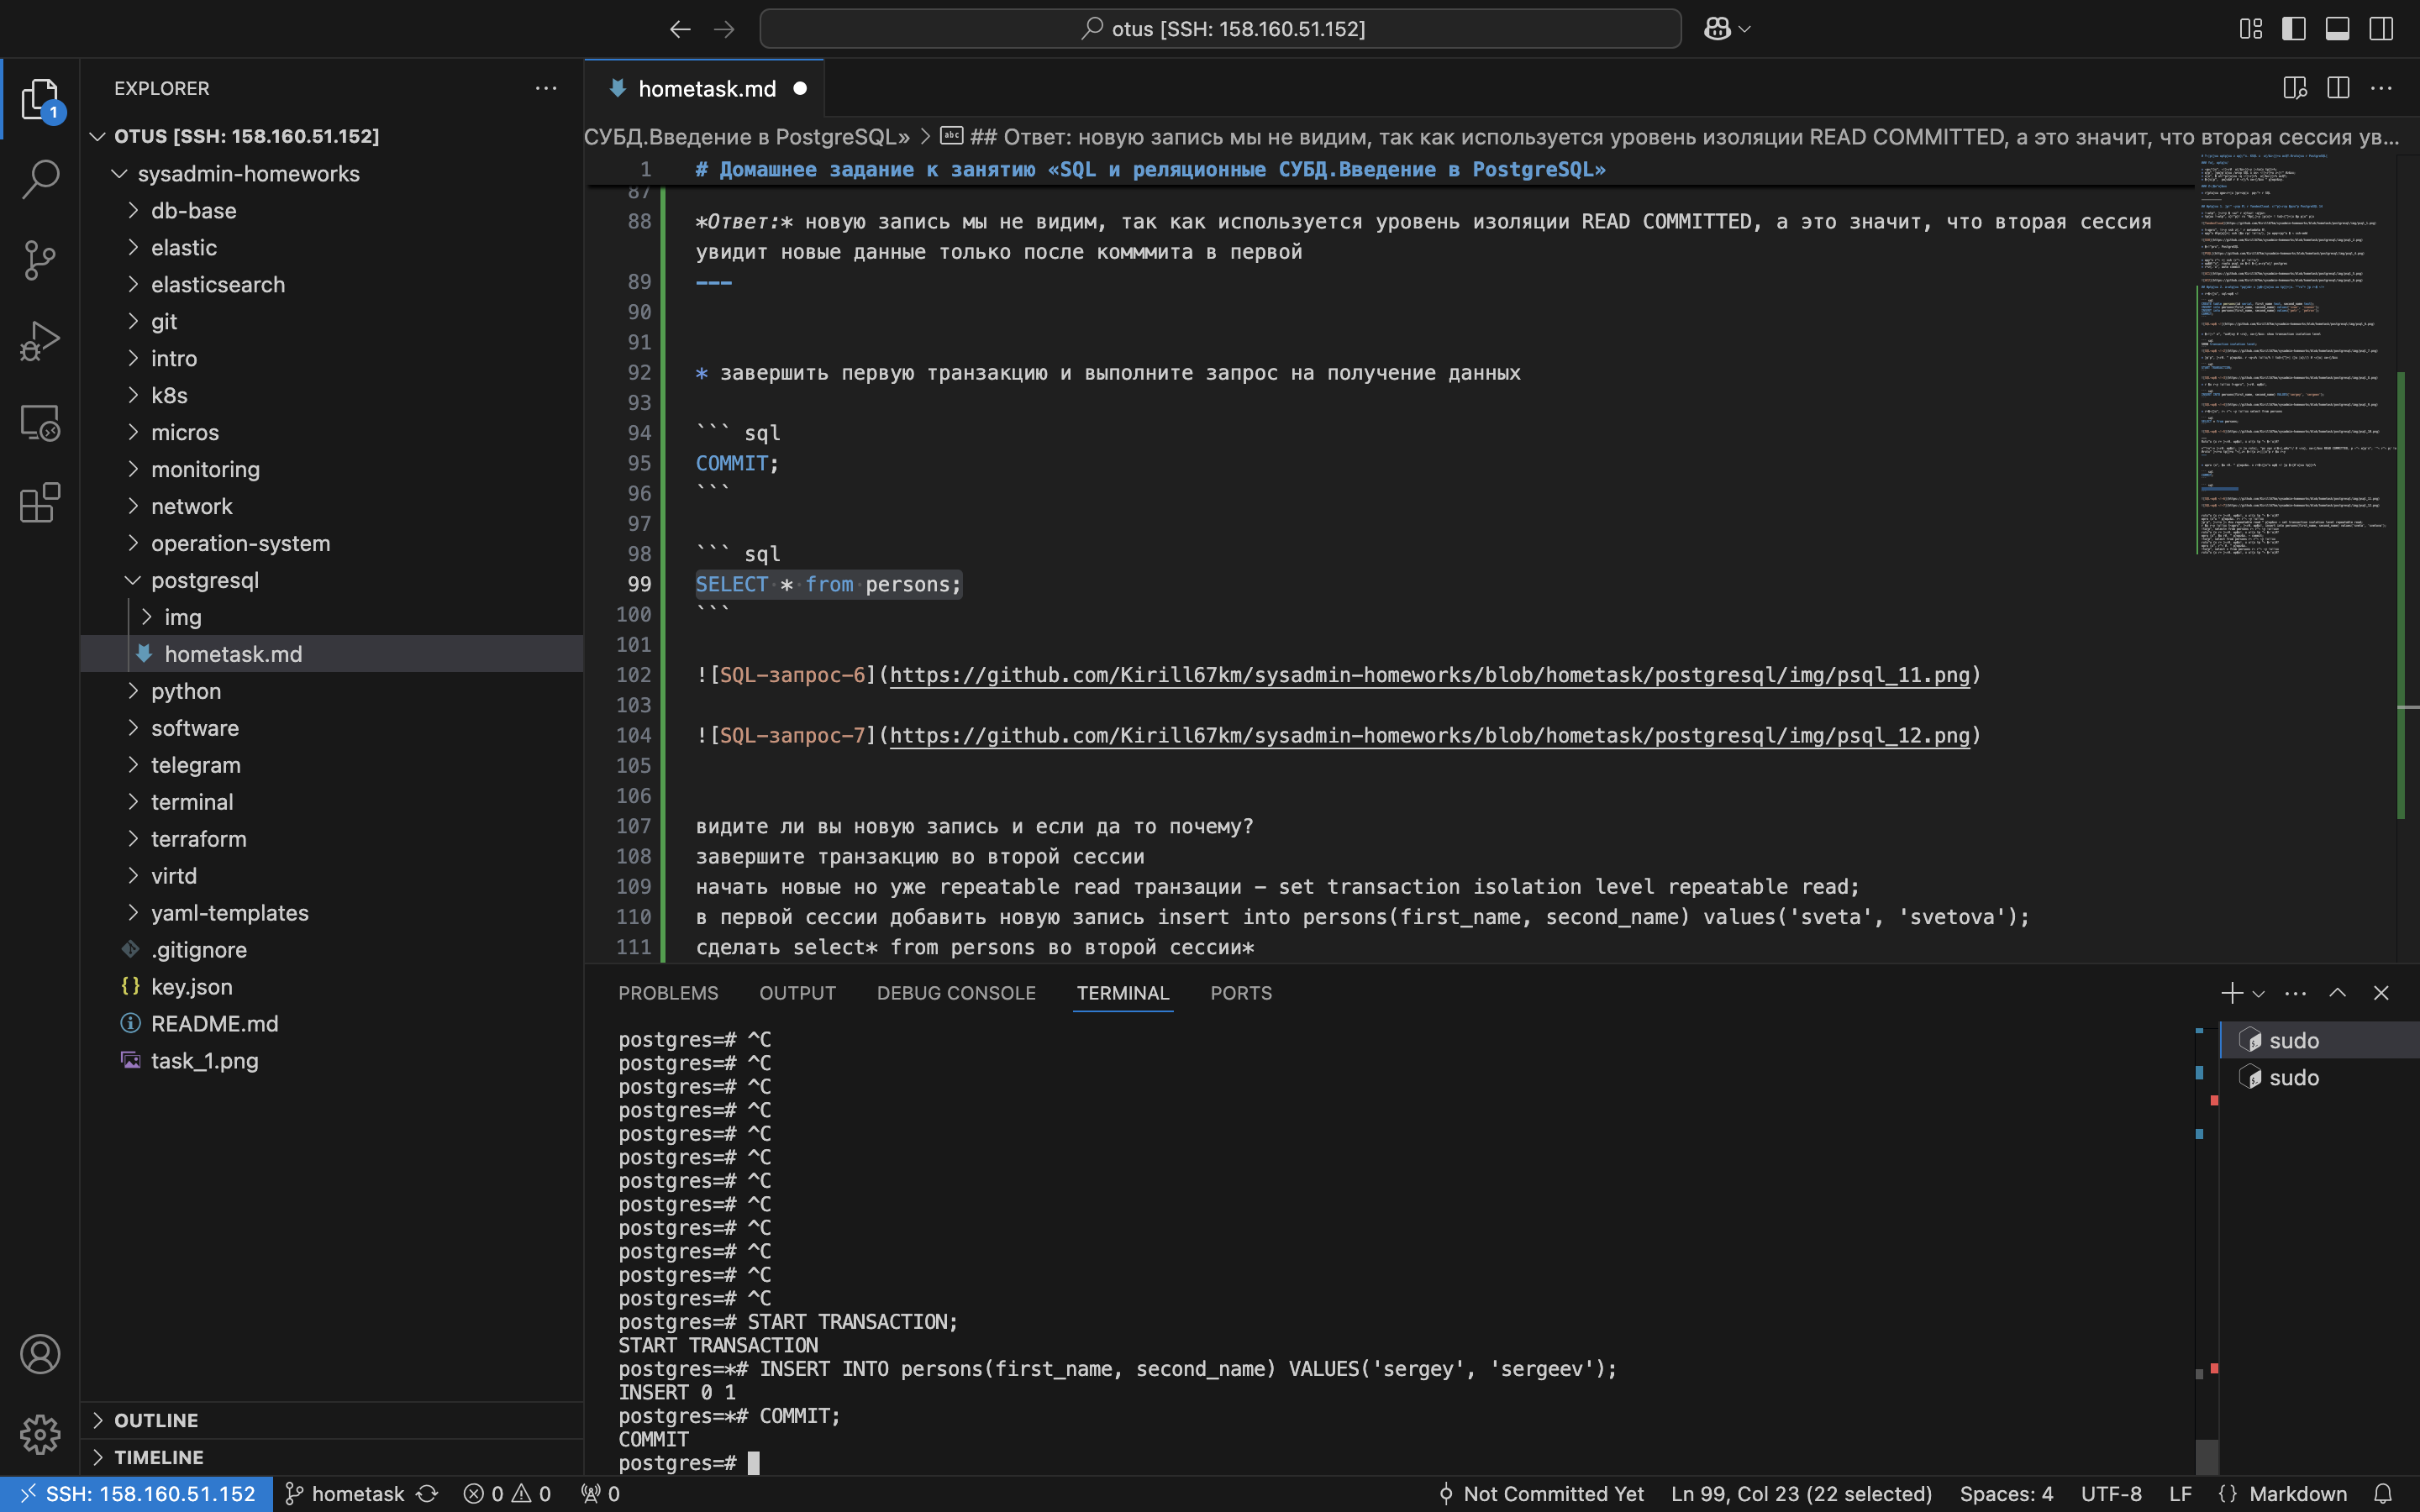 otus [SSH: 158.160.51.152]
EXPLORER
hometask.md
1
OTUS [SSH: 158.160.51.152]
sysadmin-homeworks
db-base
elastic
elasticsearch
git
intro
k8s
micros
monitoring
network
operation-system
postgresql
img
hometask.md
python
software
telegram
terminal
terraform
virtd
yaml-templates
.gitignore
key.json
README.md
task_1.png
OUTLINE
TIMELINE
СУБД.Введение в PostgreSQL» > ## Ответ: новую запись мы не видим, так как используется уровень изоляции READ COMMITTED, а это значит, что вторая сессия ув...
1 # Домашнее задание к занятию «SQL и реляционные СУБД.Введение в PostgreSQL»
87
88 *Ответ:* новую запись мы не видим, так как используется уровень изоляции READ COMMITTED, а это значит, что вторая сессия
увидит новые данные только после комммита в первой
89 ---
90
91
92 * завершить первую транзакцию и выполните запрос на получение данных
93
94 ``` sql
95 COMMIT;
96 ```
97
98 ``` sql
99 SELECT * from persons;
100 ```
101
102 ![SQL-запрос-6](https://github.com/Kirill67km/sysadmin-homeworks/blob/hometask/postgresql/img/psql_11.png)
103
104 ![SQL-запрос-7](https://github.com/Kirill67km/sysadmin-homeworks/blob/hometask/postgresql/img/psql_12.png)
105
106
107 видите ли вы новую запись и если да то почему?
108 завершите транзакцию во второй сессии
109 начать новые но уже repeatable read транзации - set transaction isolation level repeatable read;
110 в первой сессии добавить новую запись insert into persons(first_name, second_name) values('sveta', 'svetova');
111 сделать select* from persons во второй сессии*
PROBLEMS OUTPUT DEBUG CONSOLE TERMINAL PORTS
postgres=# ^C
postgres=# ^C
postgres=# ^C
postgres=# ^C
postgres=# ^C
postgres=# ^C
postgres=# ^C
postgres=# ^C
postgres=# ^C
postgres=# ^C
postgres=# ^C
postgres=# ^C
postgres=# START TRANSACTION;
START TRANSACTION
postgres=*# INSERT INTO persons(first_name, second_name) VALUES('sergey', 'sergeev');
INSERT 0 1
postgres=*# COMMIT;
COMMIT
postgres=#
sudo
sudo
SSH: 158.160.51.152 hometask 0 0 0 Not Committed Yet Ln 99, Col 23 (22 selected) Spaces: 4 UTF-8 LF {} Markdown